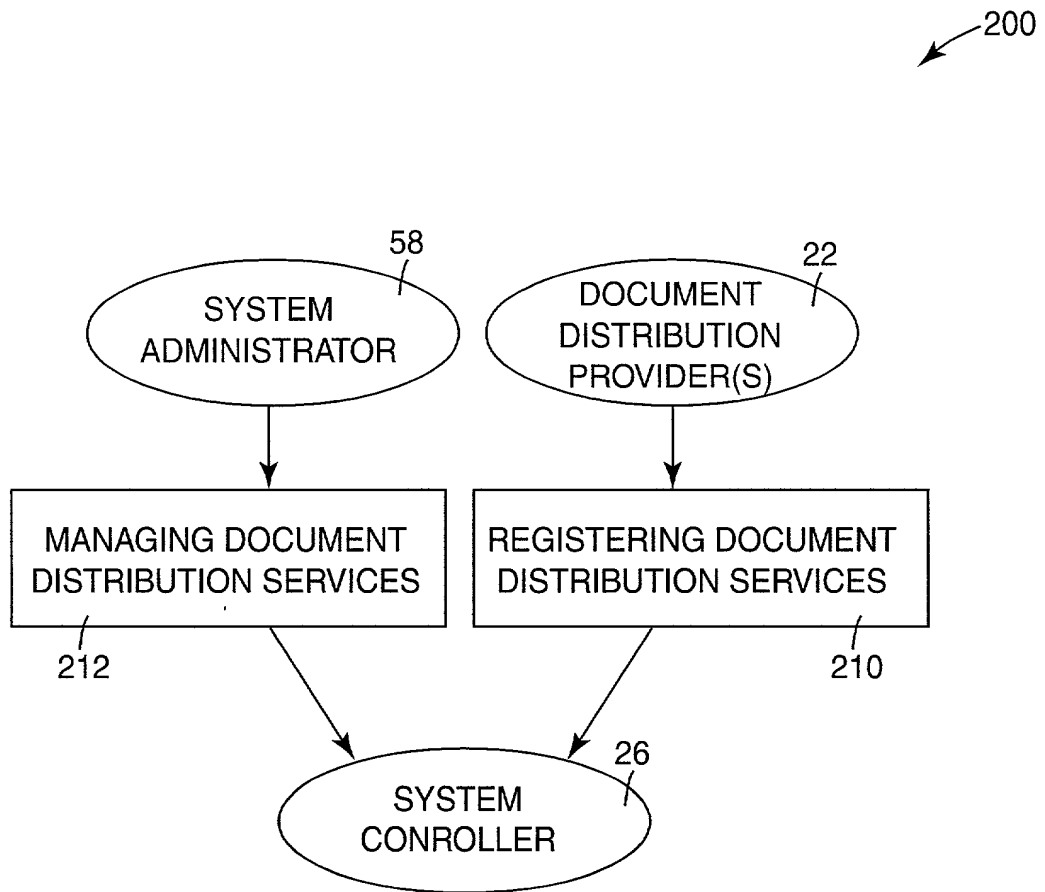 200
58
SYSTEM
ADMINISTRATOR
22
DOCUMENT
DISTRIBUTION
PROVIDER(S)
MANAGING DOCUMENT
DISTRIBUTION SERVICES
212
REGISTERING DOCUMENT
DISTRIBUTION SERVICES
210
26
SYSTEM
CONROLLER